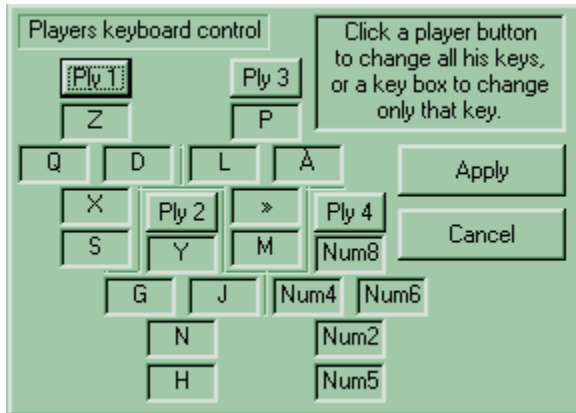 Players keyboard control
Click a player button
to change all his keys,
or a key box to change
only that key.
Ply 1
Ply 3
Z
P
Q
D
L
À
Apply
X
Ply 2
»
Ply 4
S
Y
M
Num8
Cancel
G
J
Num4
Num6
N
Num2
H
Num5